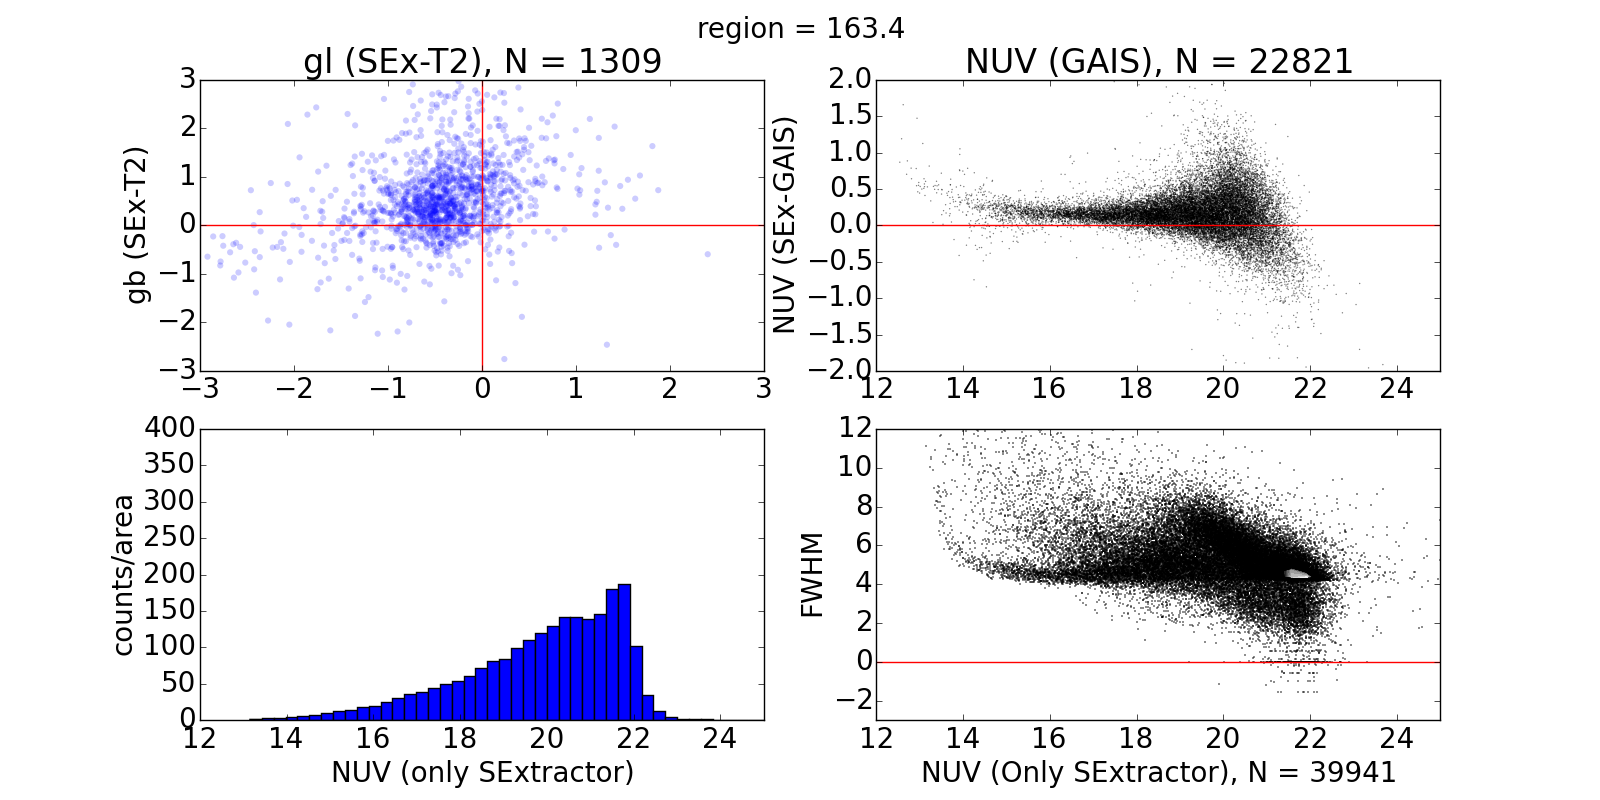 region = 163.4
gl (SEx-T2), N = 1309
NUV (GAIS), N = 22821
3
2
1
0
−1
−2
−3
gb (SEx-T2)
−3 −2 −1 0 1 2 3
2.0
1.5
1.0
0.5
0.0
−0.5
−1.0
−1.5
−2.0
NUV (SEx-GAIS)
12 14 16 18 20 22 24
400
350
300
250
200
150
100
50
0
counts/area
12 14 16 18 20 22 24
NUV (only SExtractor)
12
10
8
6
4
2
0
−2
FWHM
12 14 16 18 20 22 24
NUV (Only SExtractor), N = 39941